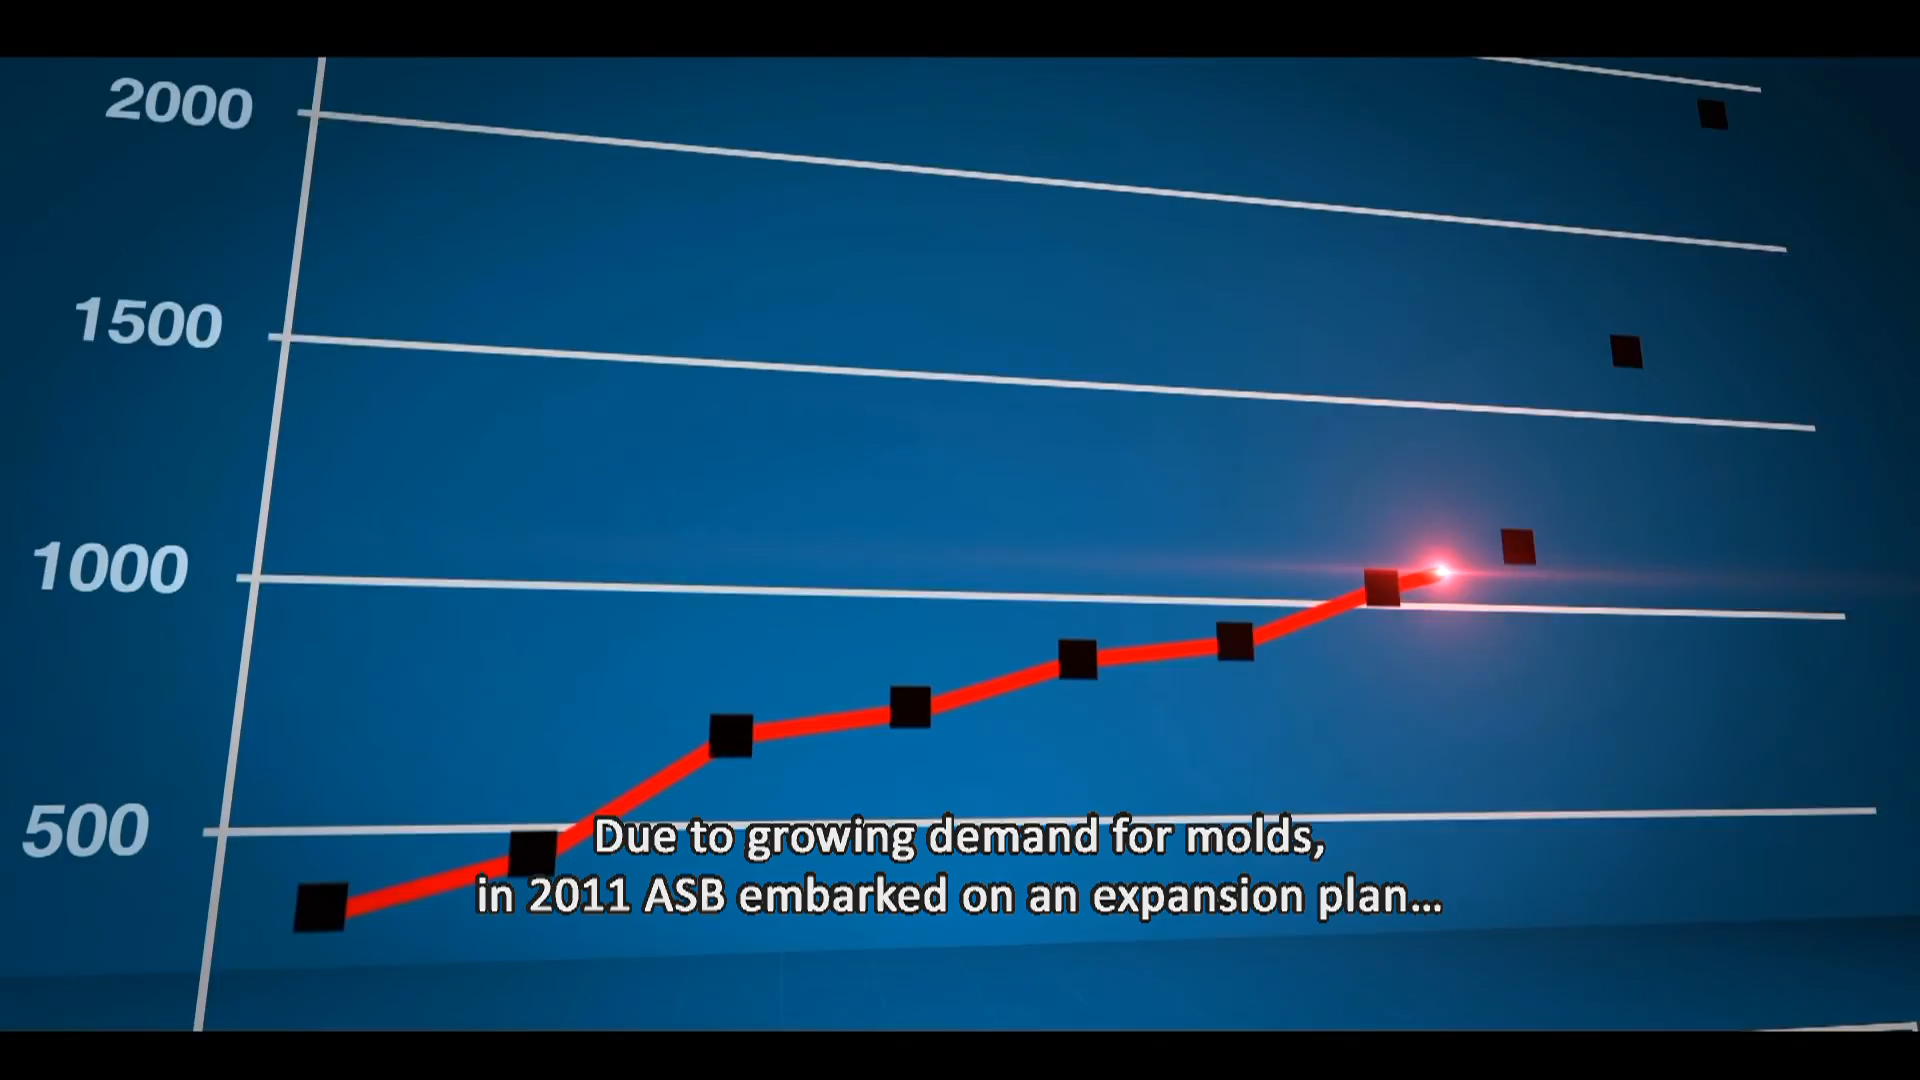 2000
1500
1000
500
Due to growing demand for molds,
in 2011 ASB embarked on an expansion plan...